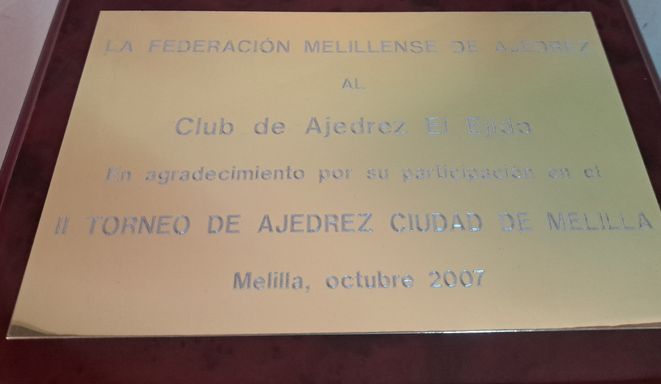 LA FEDERACIÓN MELILLENSE DE AJEDREZ
AL
Club de Ajedrez El Ejido
En agradecimiento por su participación en el
II TORNEO DE AJEDREZ CIUDAD DE MELILLA
Melilla, octubre 2007